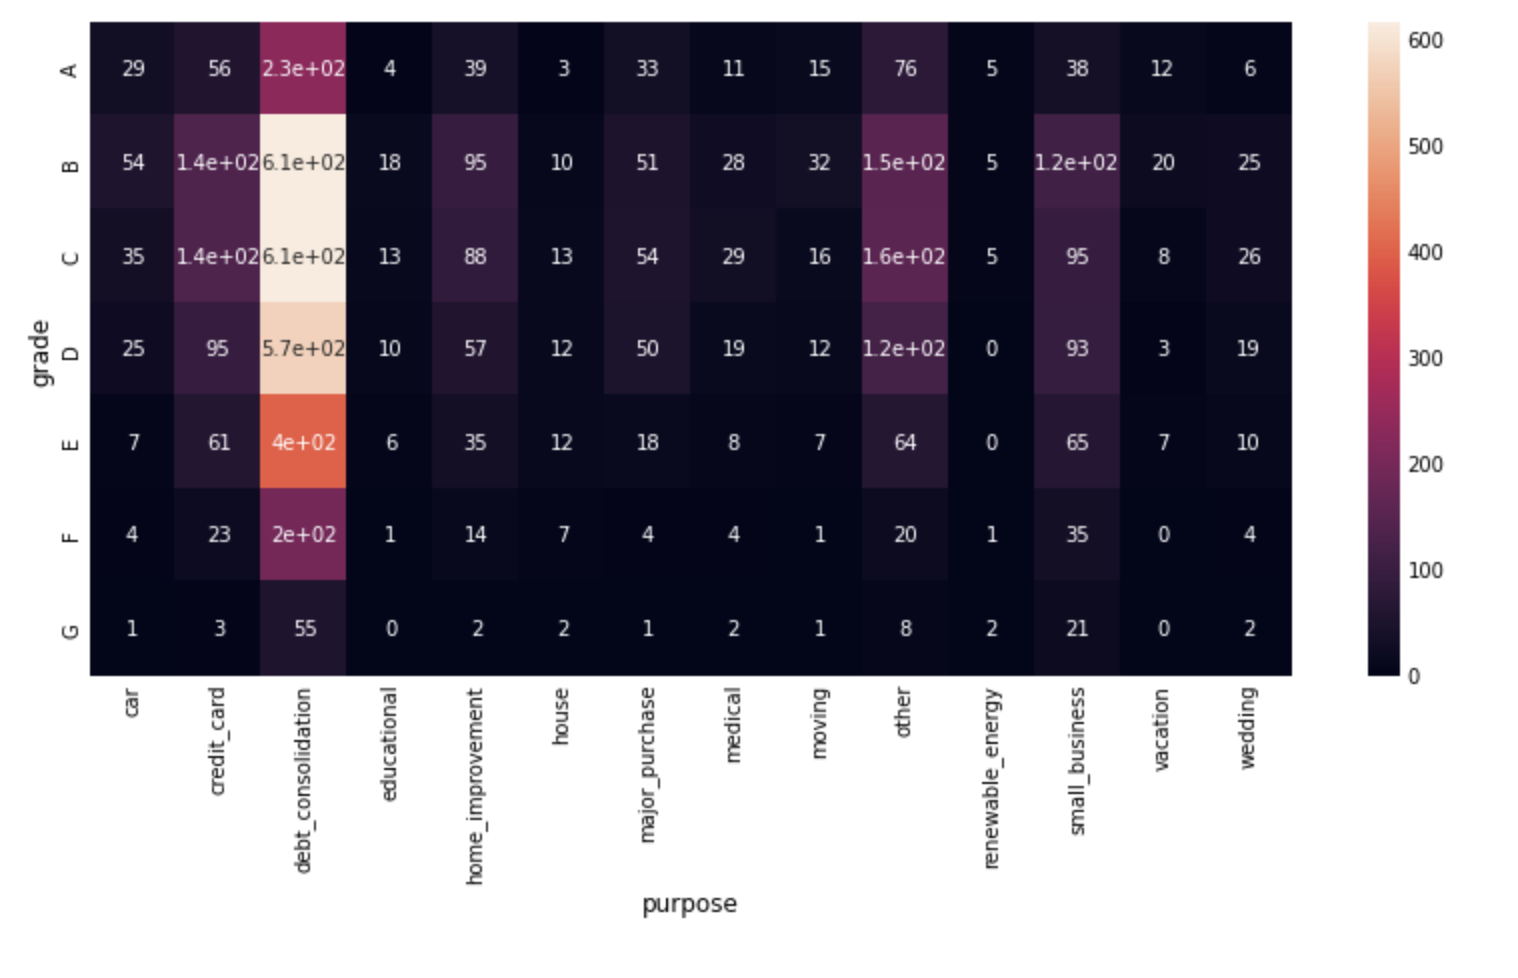 A 29 56 2.3e+02 4 39 3 33 11 15 76 5 38 12 6
B 54 1.4e+02 6.1e+02 18 95 10 51 28 32 1.5e+02 5 1.2e+02 20 25
C 35 1.4e+02 6.1e+02 13 88 13 54 29 16 1.6e+02 5 95 8 26
D 25 95 5.7e+02 10 57 12 50 19 12 1.2e+02 0 93 3 19
E 7 61 4e+02 6 35 12 18 8 7 64 0 65 7 10
F 4 23 2e+02 1 14 7 4 4 1 20 1 35 0 4
G 1 3 55 0 2 2 1 2 1 8 2 21 0 2
grade
car
credit_card
debt_consolidation
educational
home_improvement
house
major_purchase
medical
moving
other
renewable_energy
small_business
vacation
wedding
purpose
600
500
400
300
200
100
0